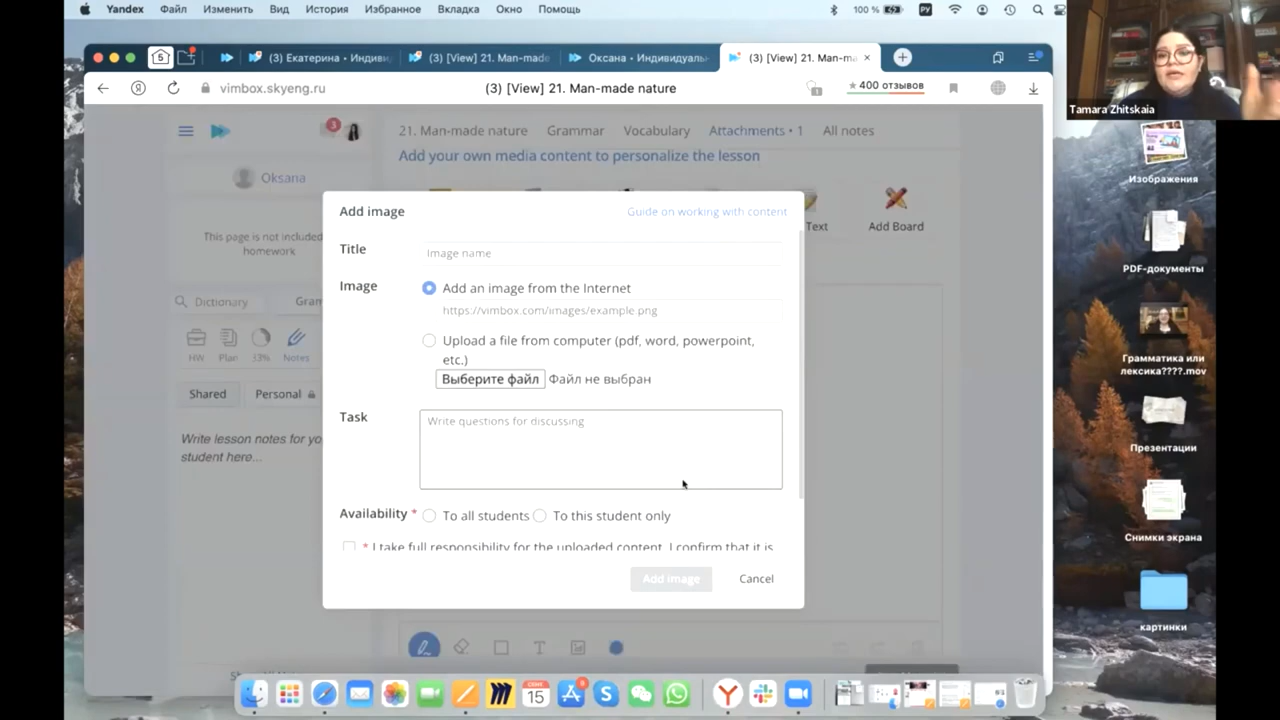 Yandex Файл Изменить Вид История Избранное Вкладка Окно Помощь
100 % РУ
5 (3) Екатерина • Индиви (3) [View] 21. Man-made Оксана • Индивидуаль (3) [View] 21. Man-ma
vimbox.skyeng.ru (3) [View] 21. Man-made nature ★ 400 отзывов
Tamara Zhitskaia
3 21. Man-made nature Grammar Vocabulary Attachments • 1 All notes
Add your own media content to personalize the lesson
Oksana
Text Add Board
This page is not included
homework
Dictionary Gram
HW Plan 33% Notes
Shared Personal
Write lesson notes for yo
student here...
Add image Guide on working with content
Title Image name
Image Add an image from the Internet
https://vimbox.com/images/example.png
Upload a file from computer (pdf, word, powerpoint,
etc.)
Выберите файл Файл не выбран
Task Write questions for discussing
Availability * To all students To this student only
* I take full responsibility for the uploaded content. I confirm that it is
Add image Cancel
Изображения
PDF-документы
Грамматика или
лексика????.mov
Презентации
Снимки экрана
картинки
15